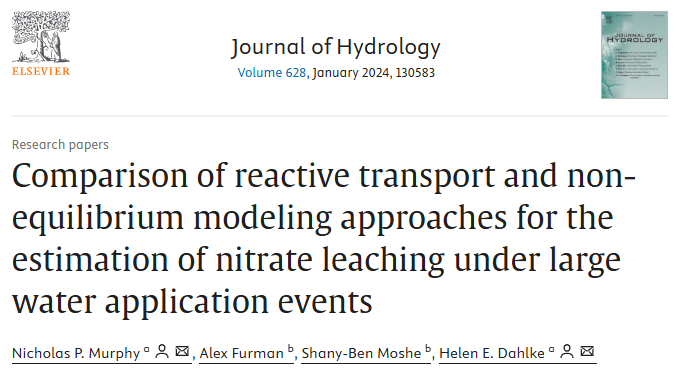 Journal of Hydrology
Volume 628, January 2024, 130583
ELSEVIER
JOURNAL OF
HYDROLOGY
Research papers
Comparison of reactive transport and non-
equilibrium modeling approaches for the
estimation of nitrate leaching under large
water application events
Nicholas P. Murphy a, Alex Furman b, Shany-Ben Moshe b, Helen E. Dahlke a